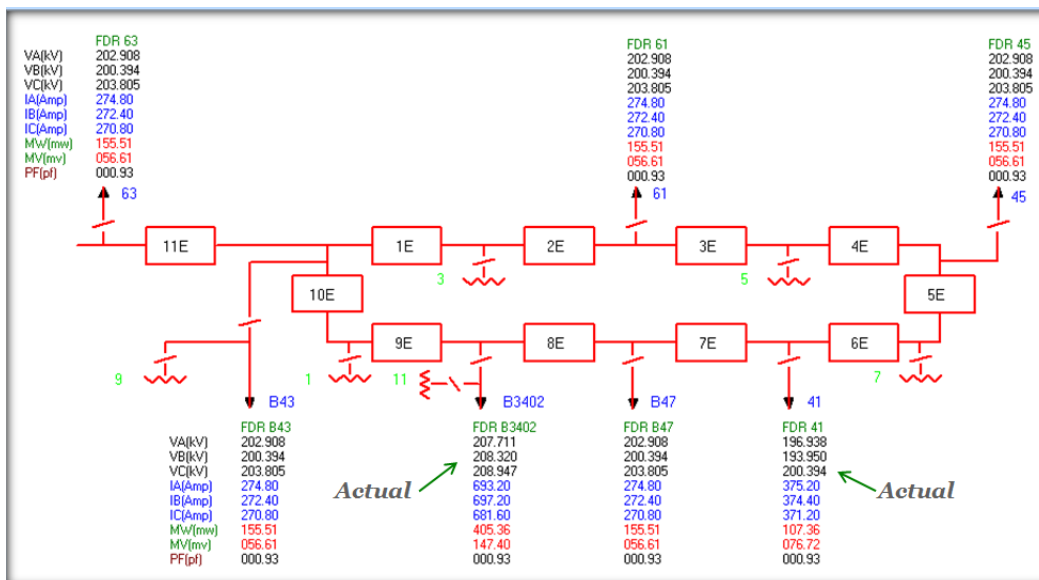 FDR 63
VA(kV) 202.908
VB(kV) 200.394
VC(kV) 203.805
IA(Amp) 274.80
IB(Amp) 272.40
IC(Amp) 270.80
MW(mw) 155.51
MV(mv) 056.61
PF(pf) 000.93
63
FDR 61
202.908
200.394
203.805
274.80
272.40
270.80
155.51
056.61
000.93
61
FDR 45
202.908
200.394
203.805
274.80
272.40
270.80
155.51
056.61
000.93
45
11E 1E 2E 3E 4E
3 5
10E 5E
9E 8E 7E 6E
9 1 11 7
B43 B3402 B47 41
FDR B43 FDR B3402 FDR B47 FDR 41
VA(kV) 202.908 207.711 202.908 196.938
VB(kV) 200.394 208.320 200.394 193.950
VC(kV) 203.805 208.947 203.805 200.394
IA(Amp) 274.80 693.20 274.80 375.20
Actual Actual
IB(Amp) 272.40 697.20 272.40 374.40
IC(Amp) 270.80 681.60 270.80 371.20
MW(mw) 155.51 405.36 155.51 107.36
MV(mv) 056.61 147.40 056.61 076.72
PF(pf) 000.93 000.93 000.93 000.93